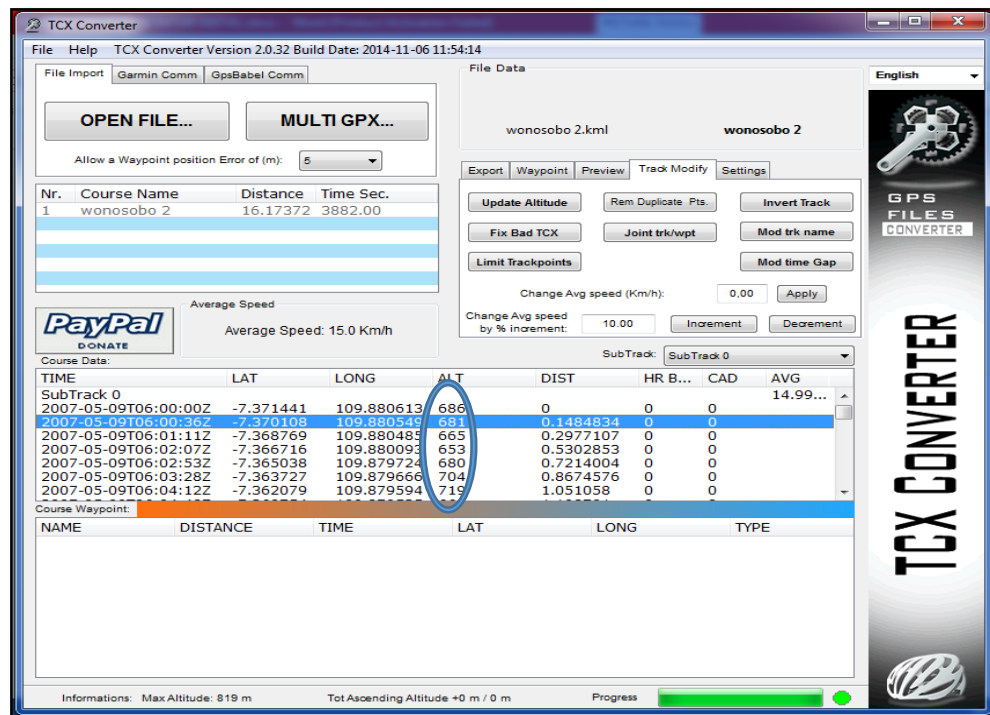 TCX Converter
File Help TCX Converter Version 2.0.32 Build Date: 2014-11-06 11:54:14
File Import Garmin Comm GpsBabel Comm
OPEN FILE... MULTI GPX...
Allow a Waypoint position Error of (m): 5
File Data
wonosobo 2.kml wonosobo 2
English
Nr. Course Name Distance Time Sec.
1 wonosobo 2 16.17372 3882.00
Export Waypoint Preview Track Modify Settings
Update Altitude Rem Duplicate Pts. Invert Track
Fix Bad TCX Joint trk/wpt Mod trk name
Limit Trackpoints Mod time Gap
Change Avg speed (Km/h): 0,00 Apply
Change Avg speed
by % increment: 10.00 Increment Decrement
PayPal
DONATE
Average Speed
Average Speed: 15.0 Km/h
SubTrack: SubTrack 0
Course Data:
TIME LAT LONG ALT DIST HR B... CAD AVG
SubTrack 0 14.99...
2007-05-09T06:00:00Z -7.371441 109.880613 686 0 0 0
2007-05-09T06:00:36Z -7.370108 109.880549 681 0.1484834 0 0
2007-05-09T06:01:11Z -7.368769 109.880485 665 0.2977107 0 0
2007-05-09T06:02:07Z -7.366716 109.880093 653 0.5302853 0 0
2007-05-09T06:02:53Z -7.365038 109.879724 680 0.7214004 0 0
2007-05-09T06:03:28Z -7.363727 109.879666 704 0.8674576 0 0
2007-05-09T06:04:12Z -7.362079 109.879594 719 1.051058 0 0
Course Waypoint:
NAME DISTANCE TIME LAT LONG TYPE
Informations: Max Altitude: 819 m Tot Ascending Altitude +0 m / 0 m Progress
GPS
FILES
CONVERTER
TCX CONVERTER